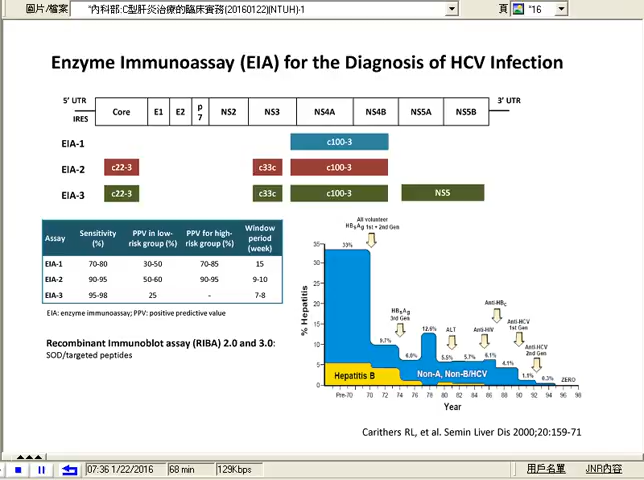 圖片/檔案 "內科部:C型肝炎治療的臨床實務(20160122)(NTUH)-1 頁 "16
Enzyme Immunoassay (EIA) for the Diagnosis of HCV Infection
5' UTR 3' UTR
IRES Core E1 E2 p7 NS2 NS3 NS4A NS4B NS5A NS5B
EIA-1 c100-3
EIA-2 c22-3 c33c c100-3
EIA-3 c22-3 c33c c100-3 NS5
Assay Sensitivity (%) PPV in low-risk group (%) PPV for high-risk group (%) Window period (week)
EIA-1 70-80 30-50 70-85 15
EIA-2 90-95 50-60 90-95 9-10
EIA-3 95-98 25 - 7-8
EIA: enzyme immunoassay; PPV: positive predictive value
Recombinant Immunoblot assay (RIBA) 2.0 and 3.0:
SOD/targeted peptides
All volunteer
HBsAg 1st + 2nd Gen
HBsAg
3rd Gen
ALT
Anti-HIV
Anti-HBc
Anti-HCV
1st Gen
Anti-HCV
2nd Gen
% Hepatitis
35
30
25
20
15
10
5
0
33% 9.7% 6.0% 12.6% 5.5% 5.7% 6.1% 4.1% 1.1% 0.3% ZERO
Hepatitis B Non-A, Non-B/HCV
Pre-70 70 72 74 76 78 80 81 82 84 86 88 90 92 94 96 98
Year
Carithers RL, et al. Semin Liver Dis 2000;20:159-71
07:36 1/22/2016 68 min 129Kbps 用戶名單 JNR內容